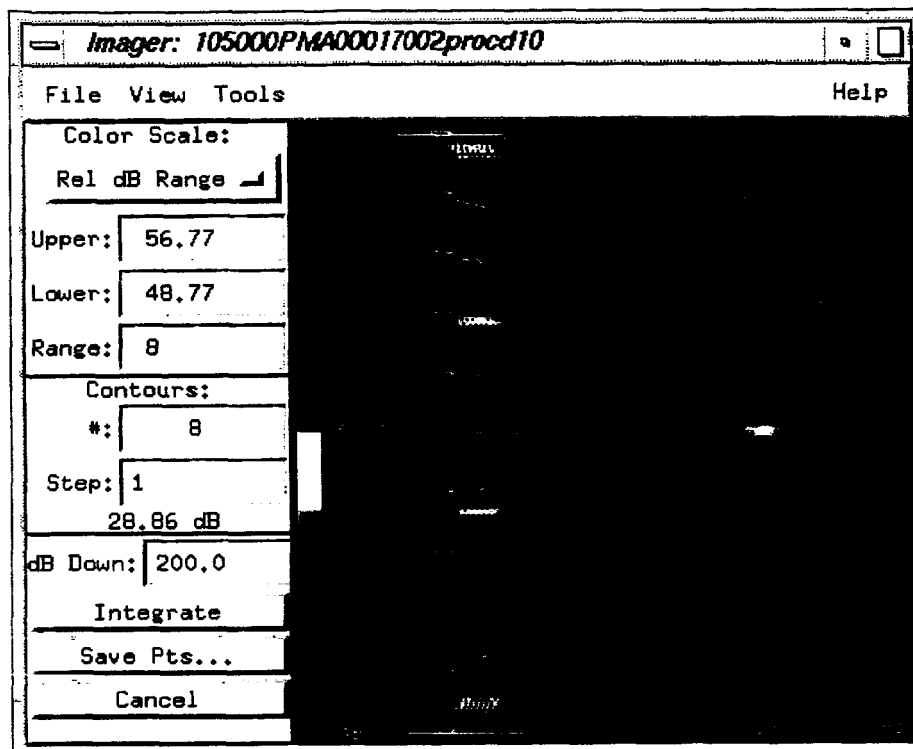 Imager: 105000PMA00017002procd10
File View Tools Help
Color Scale:
Rel dB Range
Upper: 56.77
Lower: 48.77
Range: 8
Contours:
#: 8
Step: 1
28.86 dB
dB Down: 200.0
Integrate
Save Pts...
Cancel